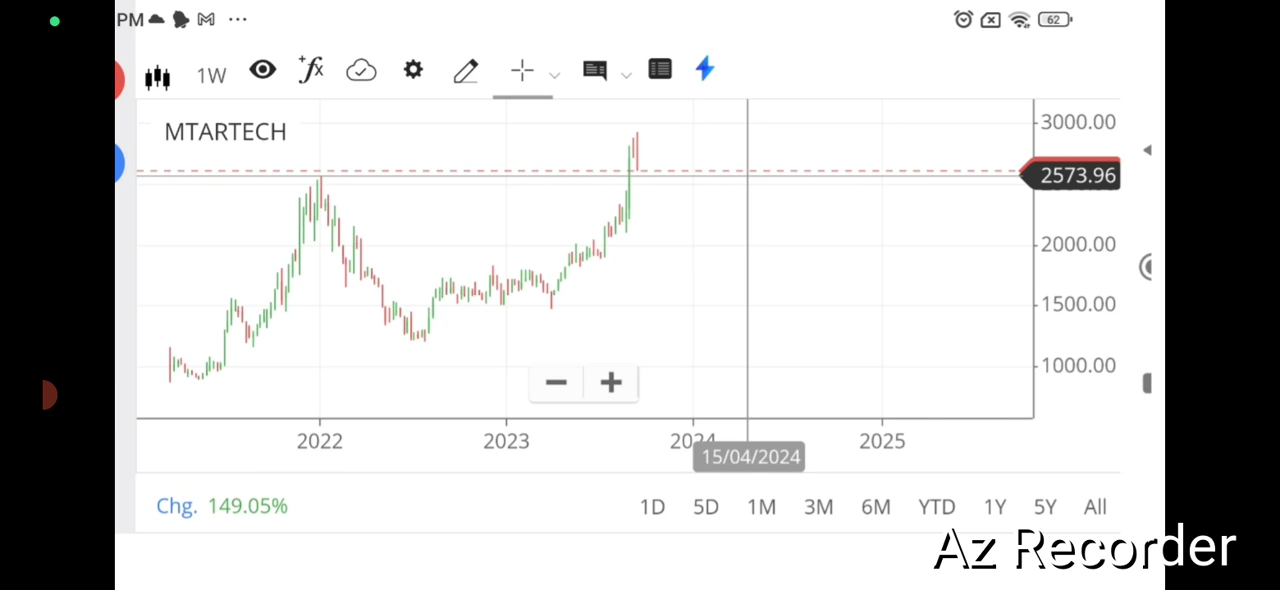 PM ... 62
1W fx
MTARTECH
3000.00
2573.96
2000.00
1500.00
1000.00
2022 2023 2024 2025
15/04/2024
Chg. 149.05% 1D 5D 1M 3M 6M YTD 1Y 5Y All
Az Recorder